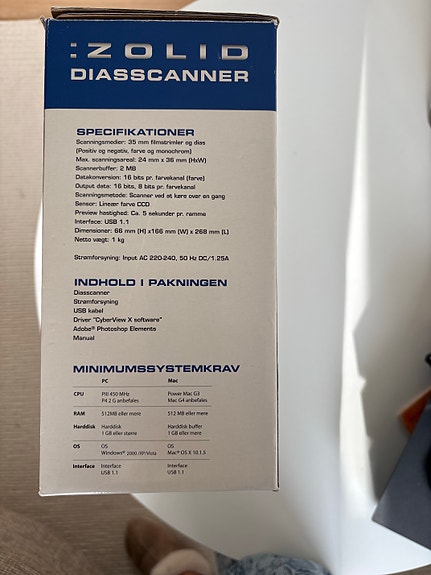 :ZOLID
DIASSCANNER
SPECIFIKATIONER
Scanningsmedier: 35 mm filmstrimler og dias
(Positiv og negativ, farve og monochrom)
Max. scanningsareal: 24 mm x 36 mm (HxW)
Scannerbuffer: 2 MB
Datakonversion: 16 bits pr. farvekanal (farve)
Output data: 16 bits, 8 bits pr. farvekanal
Scanningsmetode: Scanner ved at køre over en gang
Sensor: Lineær farve CCD
Preview hastighed: Ca. 5 sekunder pr. ramme
Interface: USB 1.1
Dimensioner: 66 mm (H) x166 mm (W) x 268 mm (L)
Netto vægt: 1 kg
Strømforsyning: Input AC 220-240, 50 Hz DC/1.25A
INDHOLD I PAKNINGEN
Diasscanner
Strømforsyning
USB kabel
Driver "CyberView X software"
Adobe® Photoshop Elements
Manual
MINIMUMSSYSTEMKRAV
PC Mac
CPU PIII 450 MHz Power Mac G3
P4 2 G anbefales Mac G4 anbefales
RAM 512MB eller mere 512 MB eller mere
Harddisk Harddisk Harddisk buffer
1 GB eller større 1 GB eller mere
OS OS OS
Windows® 2000 /XP/Vista Mac® OS X 10.1.5
Interface Interface Interface
USB 1.1 USB 1.1